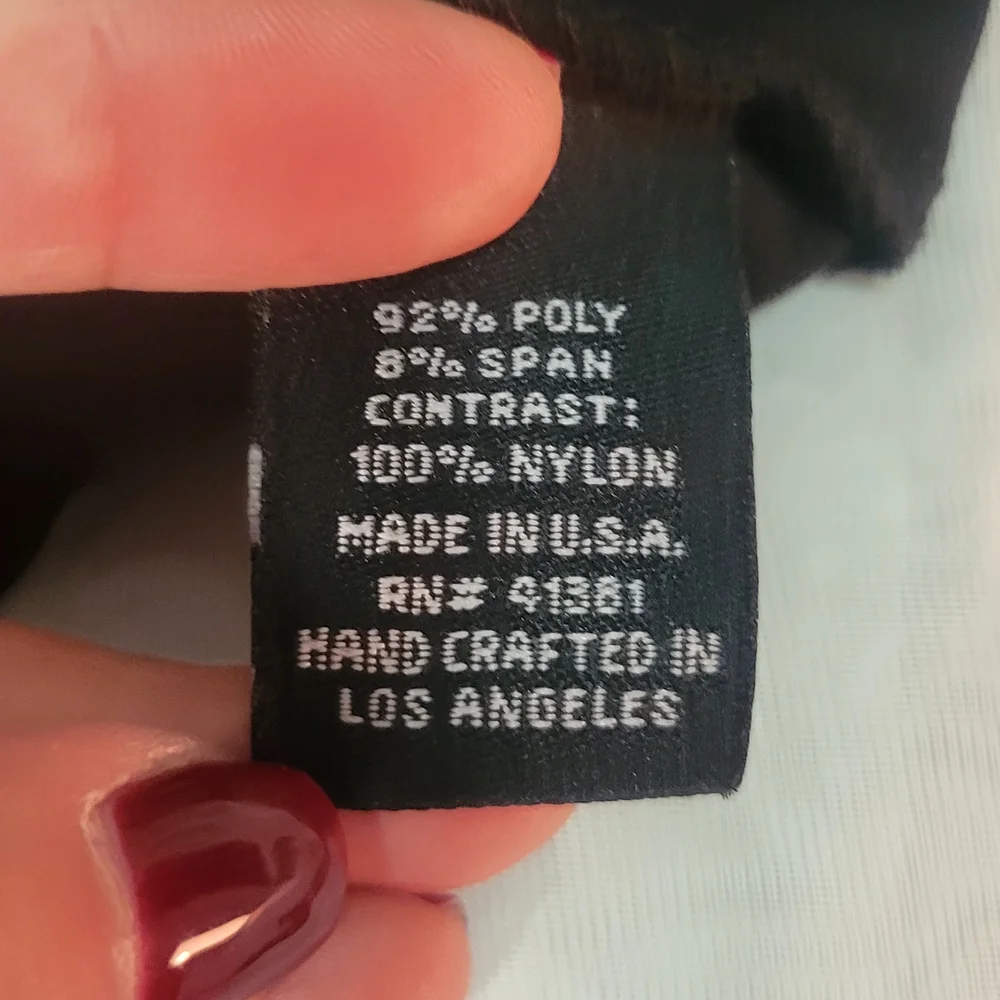 92% POLY
8% SPAN
CONTRAST:
100% NYLON
MADE IN U.S.A.
RN# 41381
HAND CRAFTED IN
LOS ANGELES